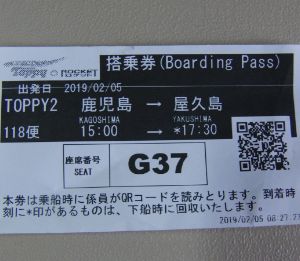 Toppy ROCKET 搭乗券(Boarding Pass)
出発日 2019/02/05
TOPPY2 鹿児島 → 屋久島
KAGOSHIMA YAKUSHIMA
118便 15:00 → *17:30
座席番号
SEAT
G37
本券は乗船時に係員がQRコードを読みとります。到着時
刻に*印があるものは、下船時に回収いたします。
2019/02/05 08:27:27